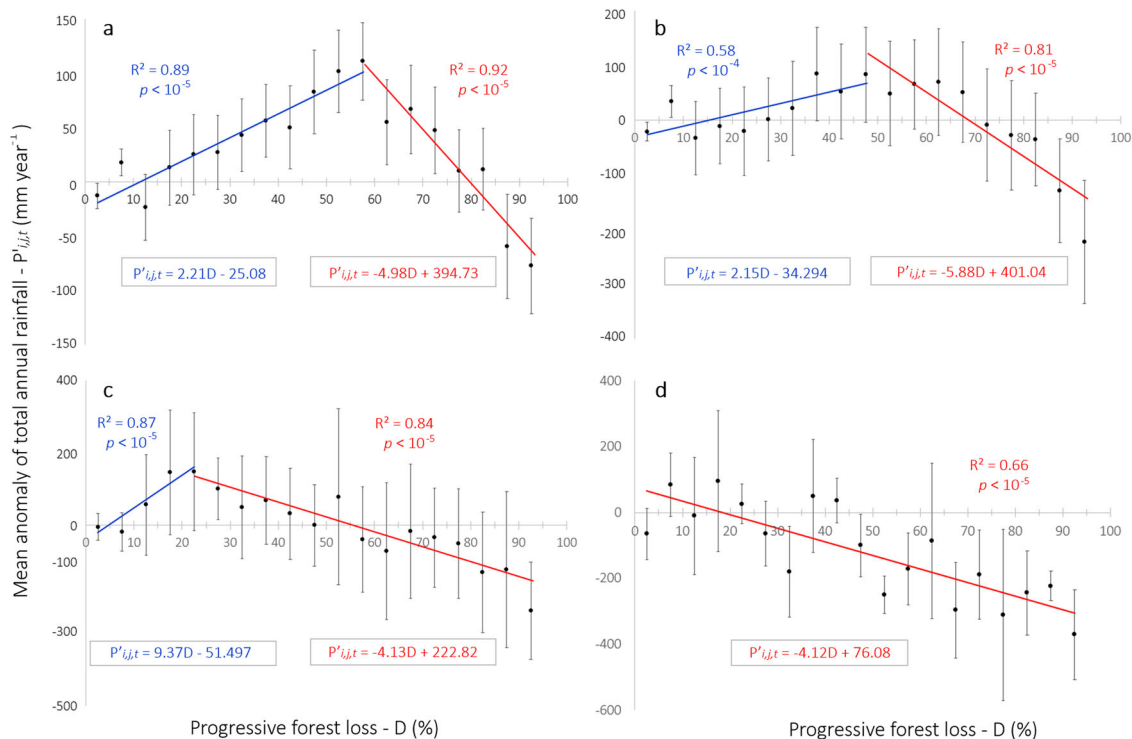 Mean anomaly of total annual rainfall - P'i,j,t (mm year⁻¹)
a
150
100
50
0
-50
-100
-150
0 10 20 30 40 50 60 70 80 90 100
R² = 0.89
p < 10⁻⁵
R² = 0.92
p < 10⁻⁵
P'i,j,t = 2.21D - 25.08
P'i,j,t = -4.98D + 394.73
b
200
200
100
0
-100
-200
-300
-400
0 10 20 30 40 50 60 70 80 90 100
R² = 0.58
p < 10⁻⁴
R² = 0.81
p < 10⁻⁵
P'i,j,t = 2.15D - 34.294
P'i,j,t = -5.88D + 401.04
c
400
200
100
0
-100
-300
-500
0 10 20 30 40 50 60 70 80 90 100
R² = 0.87
p < 10⁻⁵
R² = 0.84
p < 10⁻⁵
P'i,j,t = 9.37D - 51.497
P'i,j,t = -4.13D + 222.82
d
400
200
0
-200
-400
-600
0 10 20 30 40 50 60 70 80 90 100
R² = 0.66
p < 10⁻⁵
P'i,j,t = -4.12D + 76.08
Progressive forest loss - D (%)
Progressive forest loss - D (%)